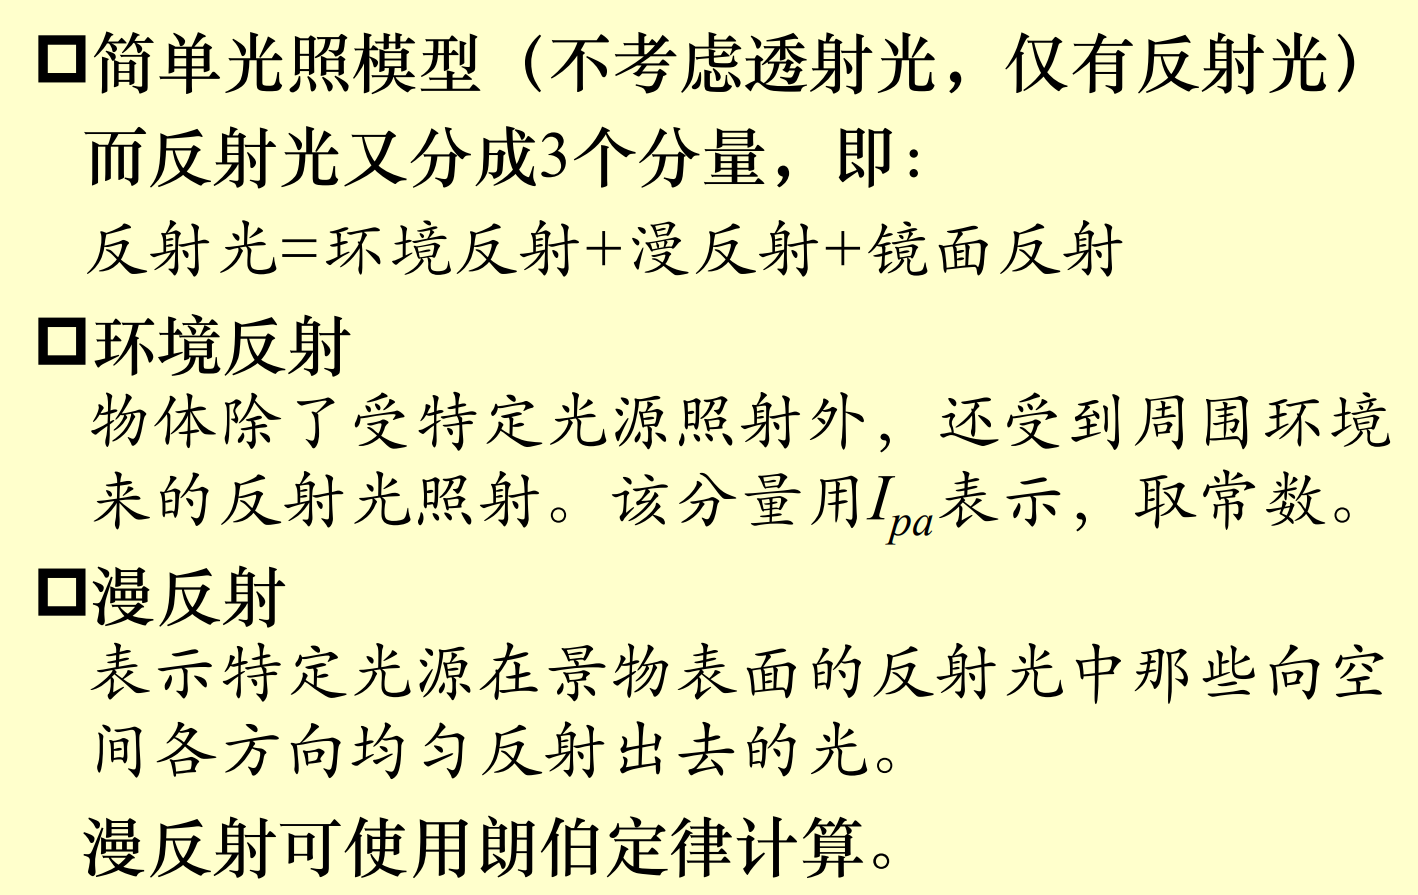 简单光照模型（不考虑透射光，仅有反射光）
而反射光又分成3个分量，即：
反射光=环境反射+漫反射+镜面反射
环境反射
物体除了受特定光源照射外，还受到周围环境
来的反射光照射。该分量用Ipa表示，取常数。
漫反射
表示特定光源在景物表面的反射光中那些向空
间各方向均匀反射出去的光。
漫反射可使用朗伯定律计算。